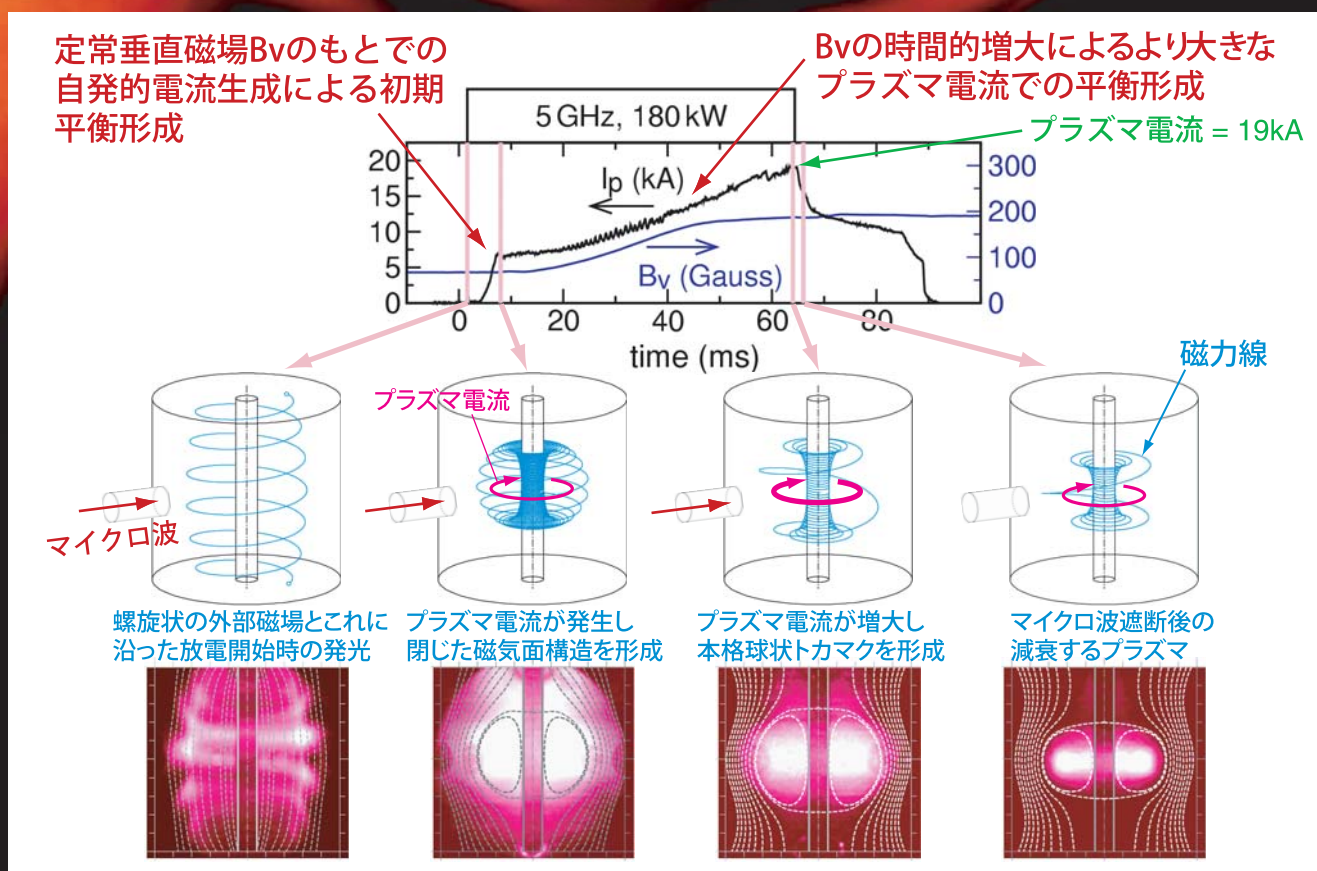 定常垂直磁場Bvのもとでの
自発的電流生成による初期
平衡形成
Bvの時間的増大によるより大きな
プラズマ電流での平衡形成
5 GHz, 180 kW
プラズマ電流 = 19kA
20
15
10
5
0
Ip (kA)
Bv (Gauss)
300
200
100
0
0 20 40 60 80
time (ms)
磁力線
プラズマ電流
マイクロ波
螺旋状の外部磁場とこれに
沿った放電開始時の発光
プラズマ電流が発生し
閉じた磁気面構造を形成
プラズマ電流が増大し
本格球状トカマクを形成
マイクロ波遮断後の
減衰するプラズマ